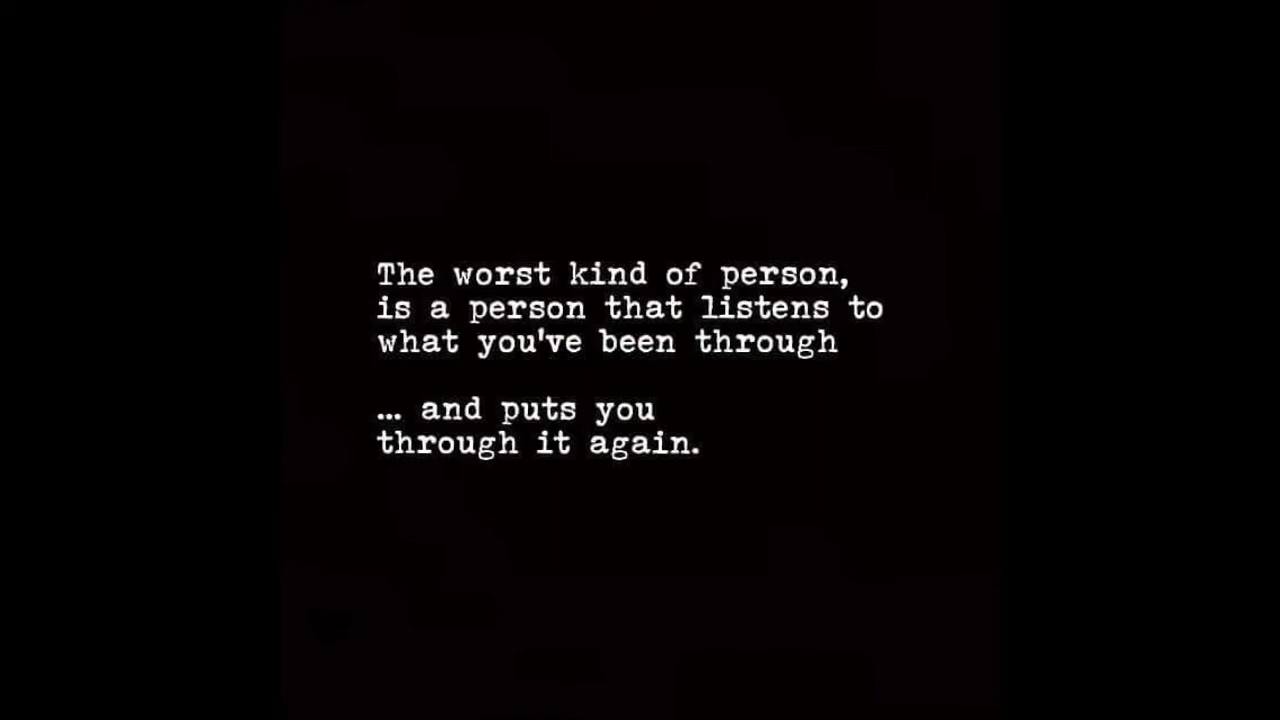 The worst kind of person,
is a person that listens to
what you've been through
... and puts you
through it again.